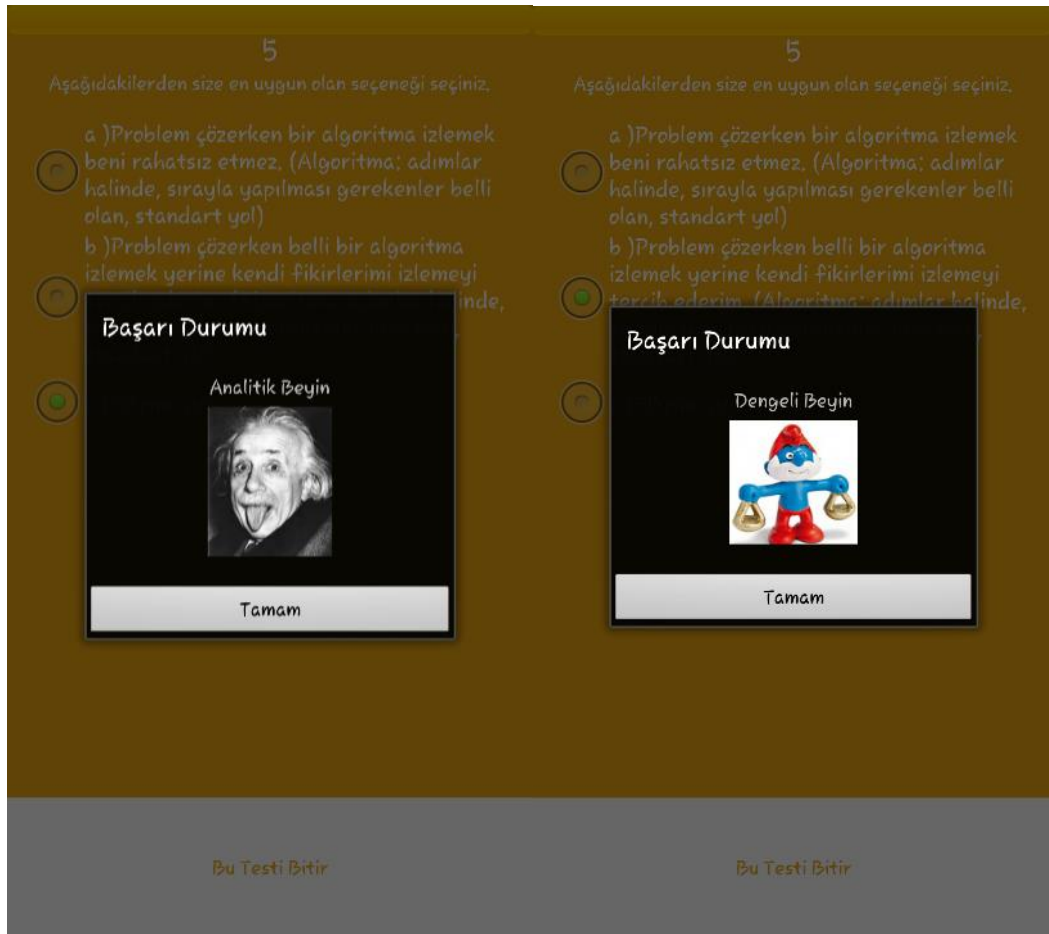 5
Aşağıdakilerden size en uygun olan seçeneği seçiniz.
a )Problem çözerken bir algoritma izlemek
beni rahatsız etmez. (Algoritma: adımlar
halinde, sırayla yapılması gerekenler belli
olan, standart yol)
b )Problem çözerken belli bir algoritma
izlemek yerine kendi fikirlerimi izlemeyi
inde,
Başarı Durumu
Analitik Beyin
Tamam
Bu Testi Bitir
5
Aşağıdakilerden size en uygun olan seçeneği seçiniz.
a )Problem çözerken bir algoritma izlemek
beni rahatsız etmez. (Algoritma: adımlar
halinde, sırayla yapılması gerekenler belli
olan, standart yol)
b )Problem çözerken belli bir algoritma
izlemek yerine kendi fikirlerimi izlemeyi
tercih ederim. (Algoritma: adımlar halinde,
Başarı Durumu
Dengeli Beyin
Tamam
Bu Testi Bitir